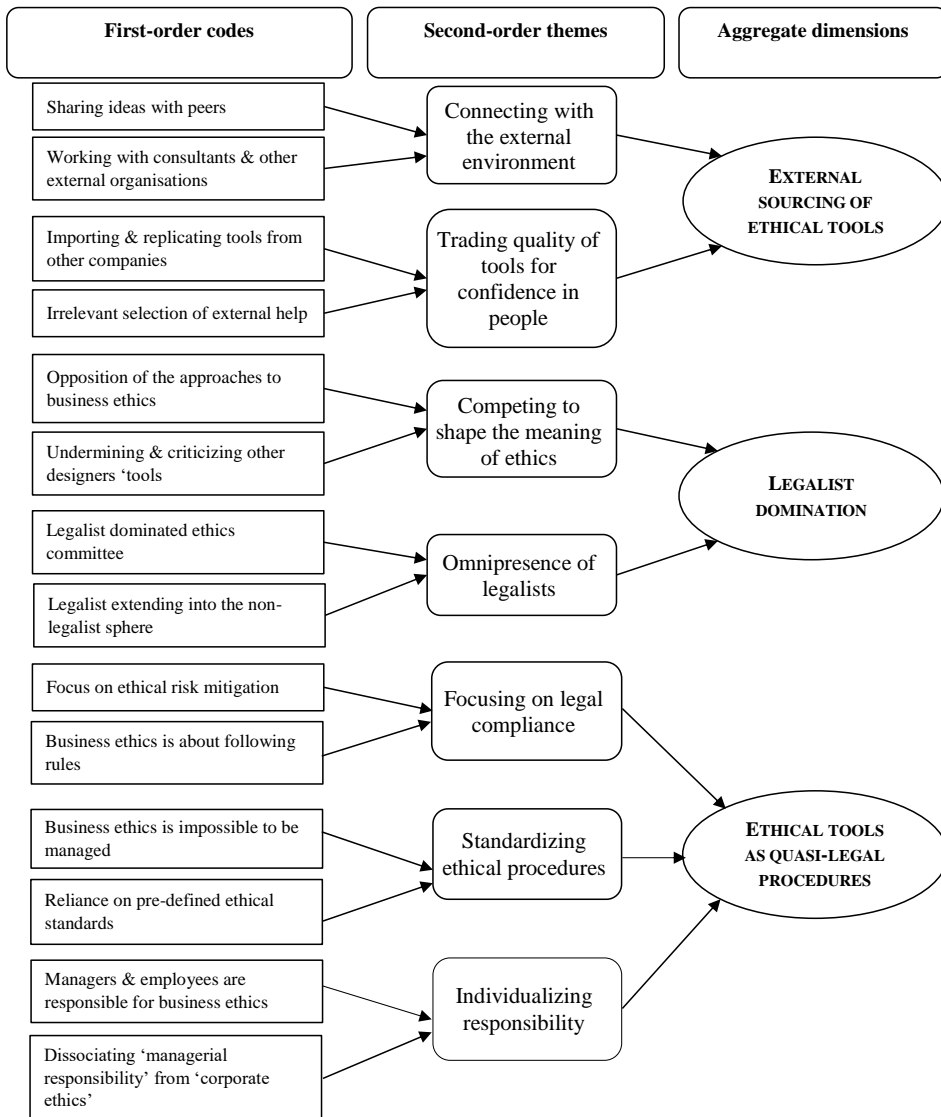 First-order codes
Second-order themes
Aggregate dimensions
Sharing ideas with peers
Working with consultants & other
external organisations
Connecting with
the external
environment
Importing & replicating tools from
other companies
Irrelevant selection of external help
Trading quality of
tools for
confidence in
people
EXTERNAL
SOURCING OF
ETHICAL TOOLS
Opposition of the approaches to
business ethics
Undermining & criticizing other
designers ‘tools
Competing to
shape the meaning
of ethics
Legalist dominated ethics
committee
Legalist extending into the non-
legalist sphere
Omnipresence of
legalists
LEGALIST
DOMINATION
Focus on ethical risk mitigation
Business ethics is about following
rules
Focusing on legal
compliance
Business ethics is impossible to be
managed
Reliance on pre-defined ethical
standards
Standardizing
ethical procedures
Managers & employees are
responsible for business ethics
Dissociating ‘managerial
responsibility’ from ‘corporate
ethics’
Individualizing
responsibility
ETHICAL TOOLS
AS QUASI-LEGAL
PROCEDURES